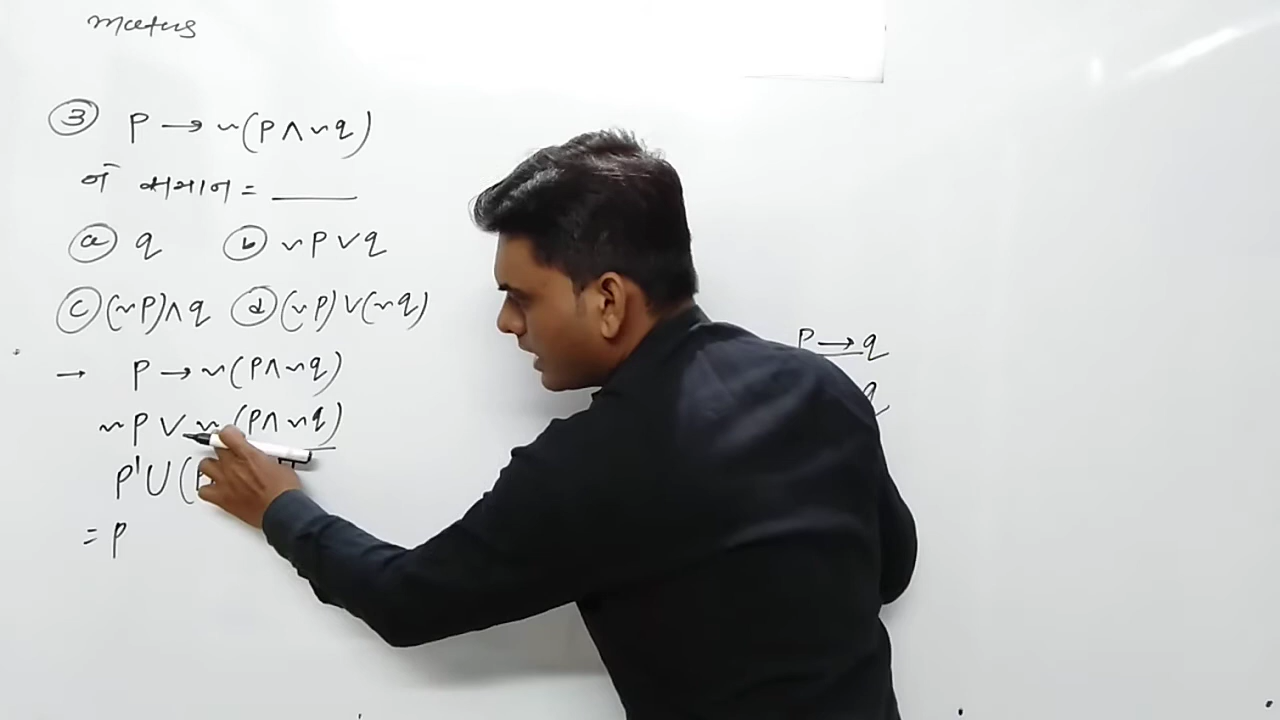 Maths
③ P → ~(P ∧ ~q)
ને સમાન = ____
ⓐ q ⓑ ~P ∨ q
ⓒ (~P) ∧ q ⓓ (~P) ∨ (~q)
→ P → ~(P ∧ ~q)
~P ∨ ~(P ∧ ~q)
P' ∪ (P
= P
P → q
q